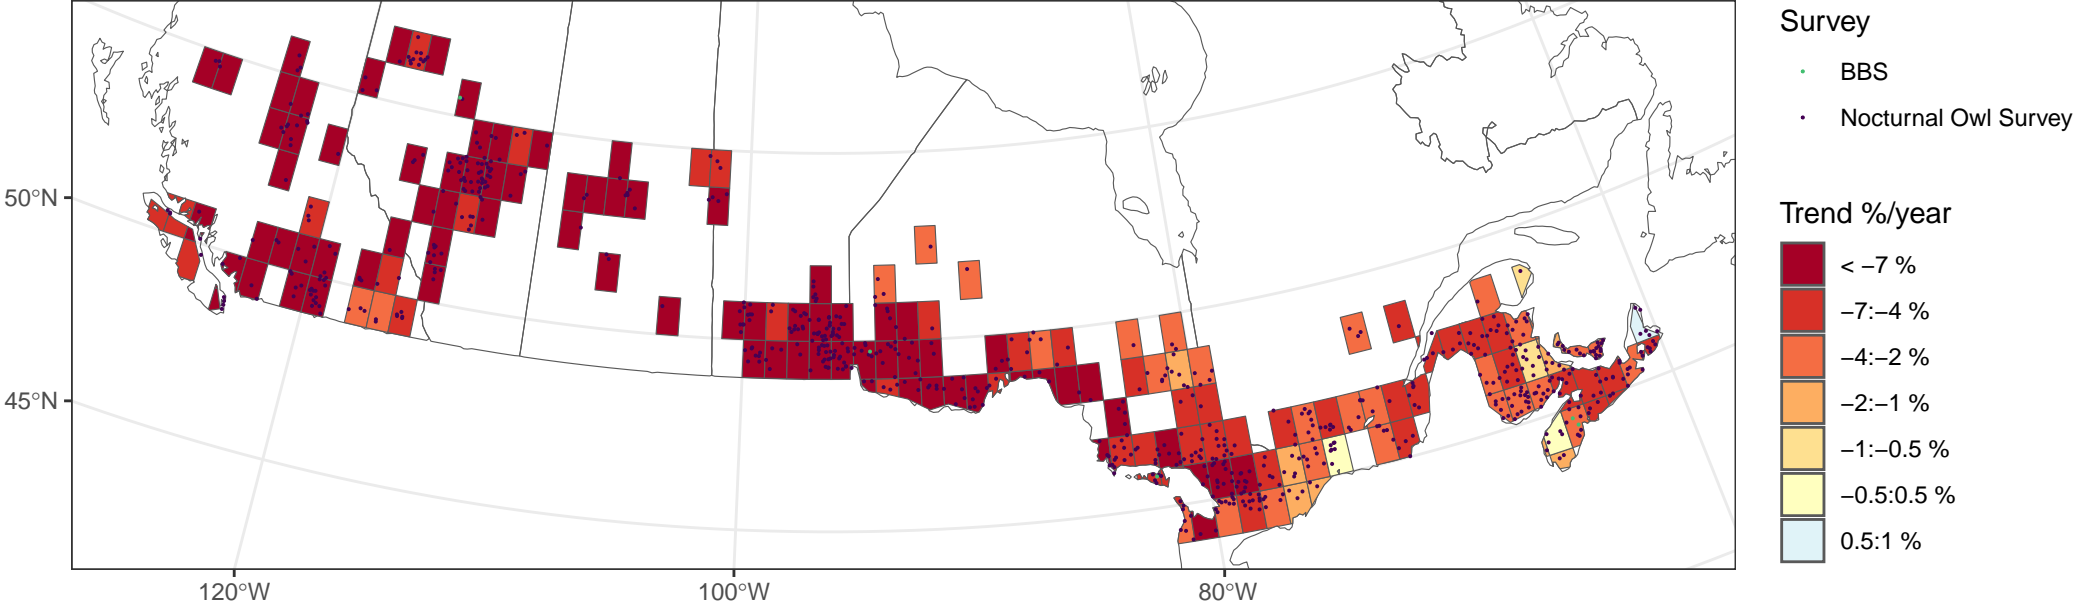 50°N
45°N
120°W
100°W
80°W
Survey
BBS
Nocturnal Owl Survey
Trend %/year
< −7 %
−7:−4 %
−4:−2 %
−2:−1 %
−1:−0.5 %
−0.5:0.5 %
0.5:1 %